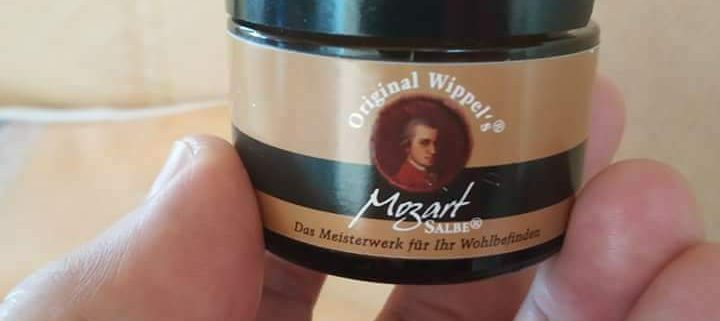 Original Wippel's®
Mozart
SALBE®
Das Meisterwerk für Ihr Wohlbefinden